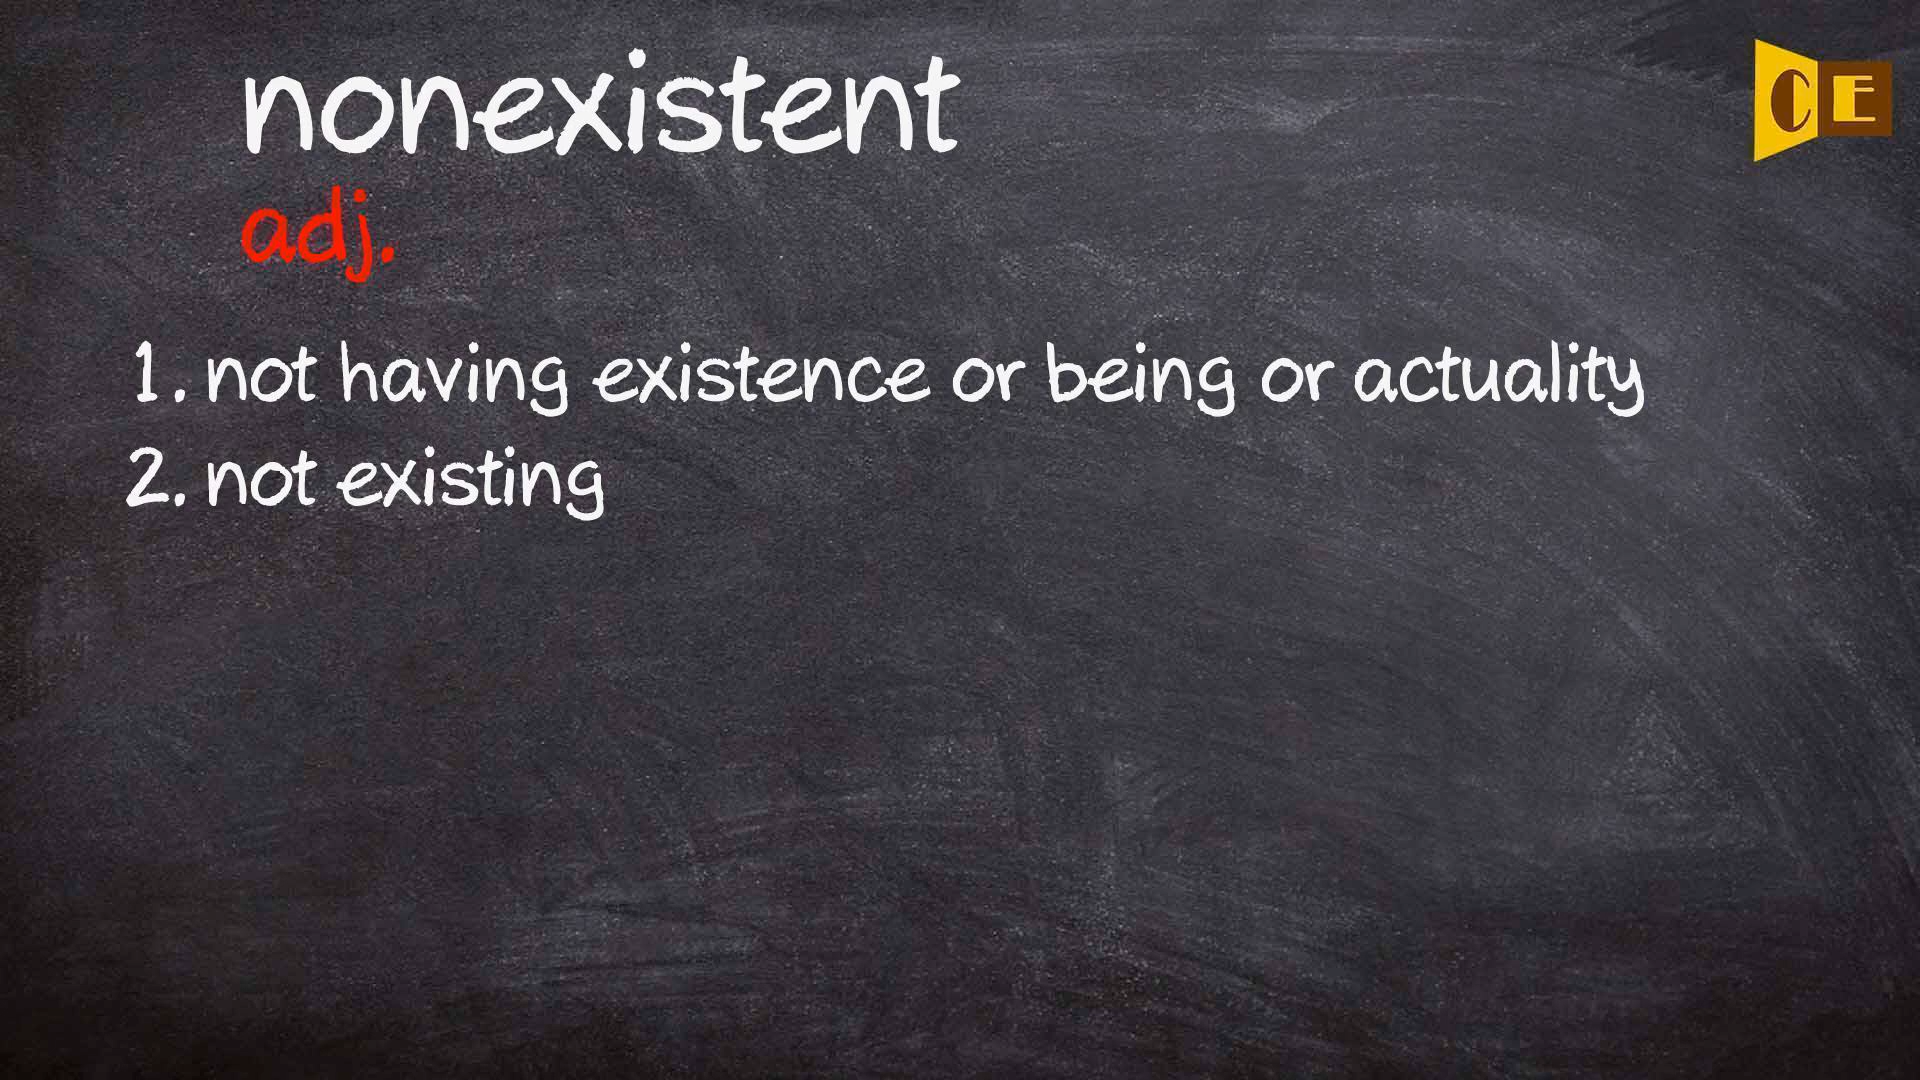 nonexistent
CE
adj.
1. not having existence or being or actuality
2. not existing